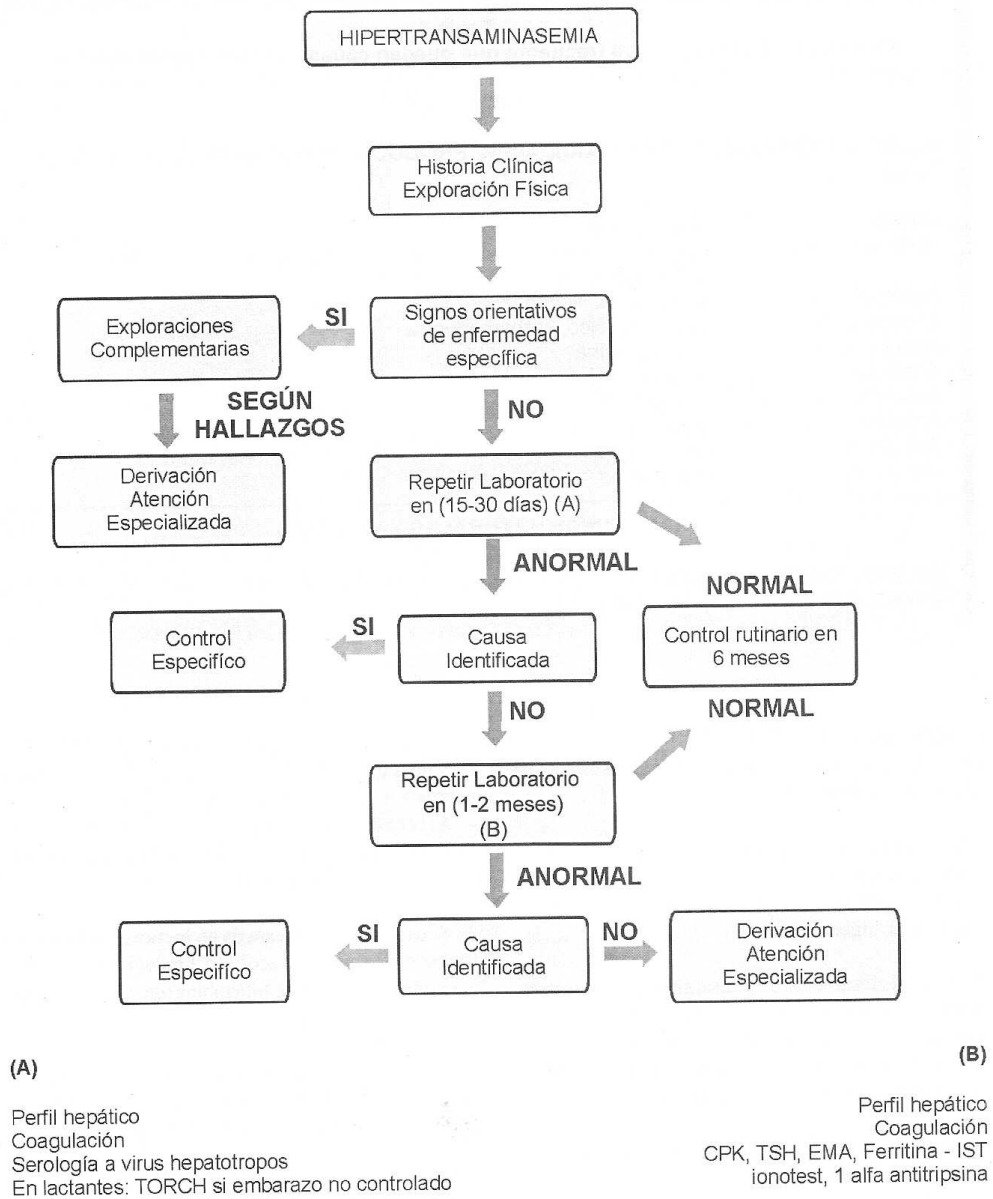 HIPERTRANSAMINASEMIA
Historia Clínica
Exploración Física
Signos orientativos
de enfermedad
específica
SI
Exploraciones
Complementarias
SEGÚN
HALLAZGOS
Derivación
Atención
Especializada
NO
Repetir Laboratorio
en (15-30 días) (A)
ANORMAL
NORMAL
Control rutinario en
6 meses
NORMAL
Causa
Identificada
SI
Control
Especifíco
NO
Repetir Laboratorio
en (1-2 meses)
(B)
ANORMAL
Causa
Identificada
SI
Control
Especifíco
NO
Derivación
Atención
Especializada
(A)
Perfil hepático
Coagulación
Serología a virus hepatotropos
En lactantes: TORCH si embarazo no controlado
(B)
Perfil hepático
Coagulación
CPK, TSH, EMA, Ferritina - IST
ionotest, 1 alfa antitripsina